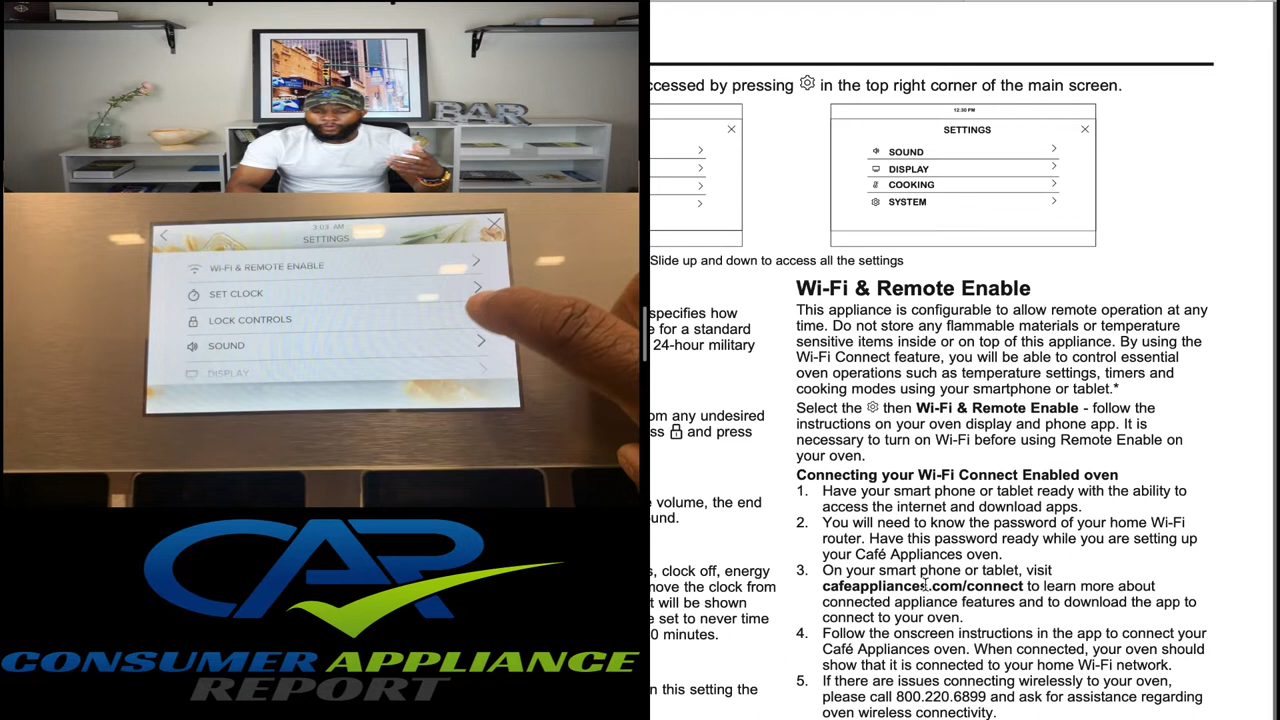 BAR
3:03 AM
SETTINGS
WI-FI & REMOTE ENABLE
SET CLOCK
LOCK CONTROLS
SOUND
DISPLAY
CAR
CONSUMER APPLIANCE
REPORT
ccessed by pressing in the top right corner of the main screen.
12:30 PM
SETTINGS
SOUND
DISPLAY
COOKING
SYSTEM
Slide up and down to access all the settings
specifies how
e for a standard
24-hour military
om any undesired
ss and press
e volume, the end
und.
s, clock off, energy
move the clock from
t will be shown
e set to never time
0 minutes.
n this setting the
Wi-Fi & Remote Enable
This appliance is configurable to allow remote operation at any
time. Do not store any flammable materials or temperature
sensitive items inside or on top of this appliance. By using the
Wi-Fi Connect feature, you will be able to control essential
oven operations such as temperature settings, timers and
cooking modes using your smartphone or tablet.*
Select the then Wi-Fi & Remote Enable - follow the
instructions on your oven display and phone app. It is
necessary to turn on Wi-Fi before using Remote Enable on
your oven.
Connecting your Wi-Fi Connect Enabled oven
1. Have your smart phone or tablet ready with the ability to
access the internet and download apps.
2. You will need to know the password of your home Wi-Fi
router. Have this password ready while you are setting up
your Café Appliances oven.
3. On your smart phone or tablet, visit
cafeappliances.com/connect to learn more about
connected appliance features and to download the app to
connect to your oven.
4. Follow the onscreen instructions in the app to connect your
Café Appliances oven. When connected, your oven should
show that it is connected to your home Wi-Fi network.
5. If there are issues connecting wirelessly to your oven,
please call 800.220.6899 and ask for assistance regarding
oven wireless connectivity.